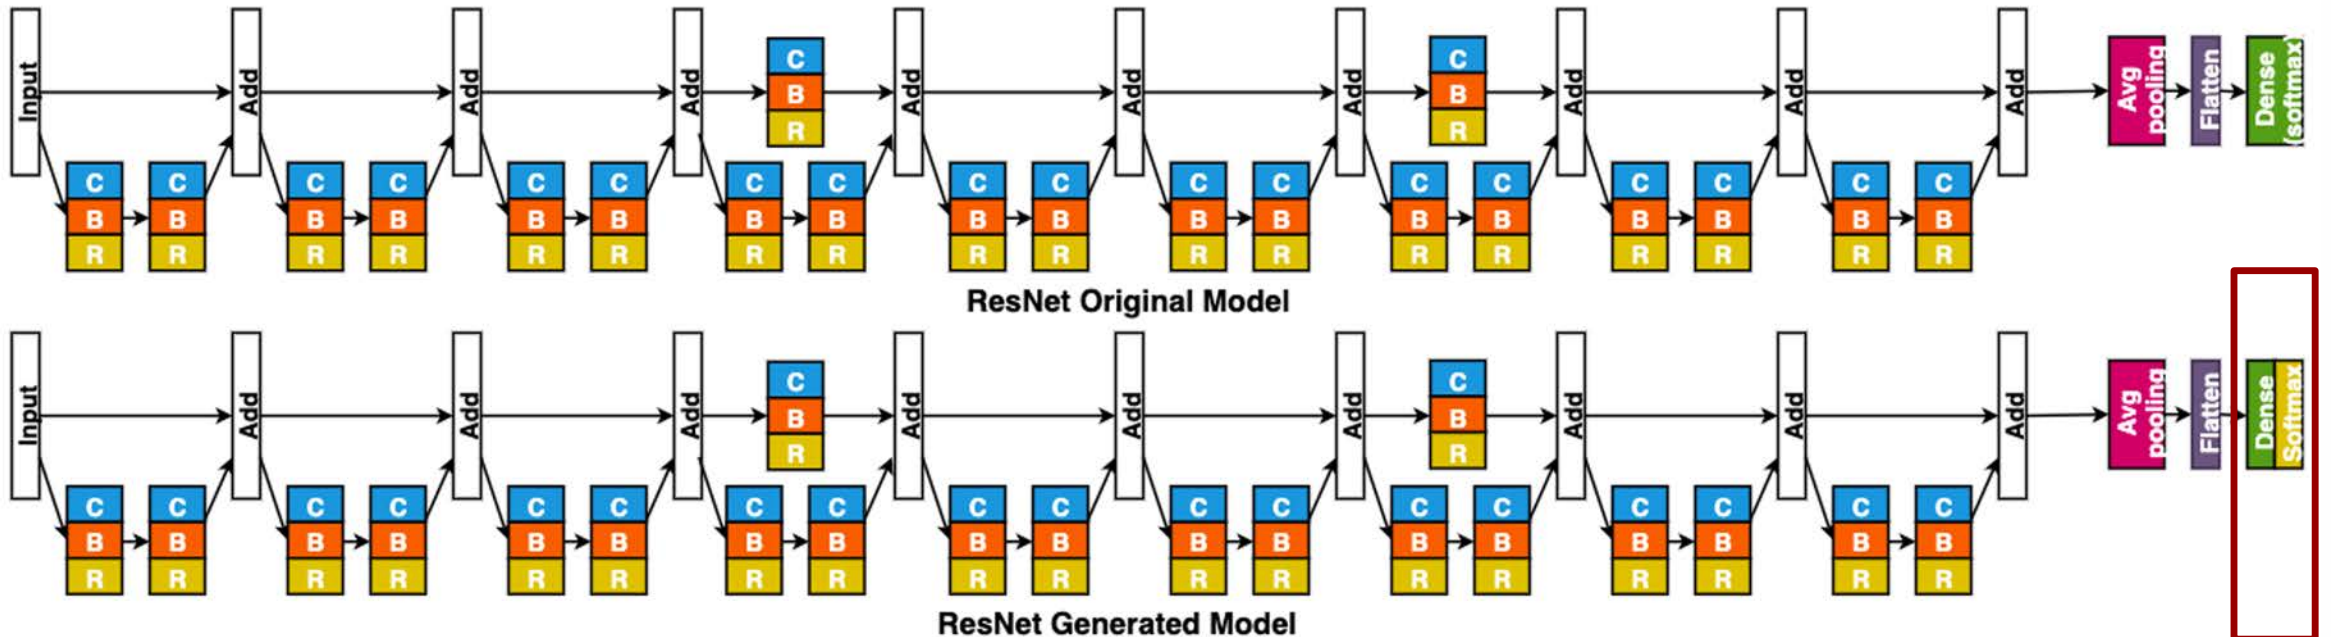 Input
Add
Add
Add
C
B
R
Add
Add
Add
C
B
R
Add
Add
Add
Avg
pooling
Flatten
Dense
(softmax)
C C C C C C C C C C C C C C C C C C
B B B B B B B B B B B B B B B B B B
R R R R R R R R R R R R R R R R R R
ResNet Original Model
Input
Add
Add
Add
C
B
R
Add
Add
Add
C
B
R
Add
Add
Add
Avg
pooling
Flatten
Dense
Softmax
C C C C C C C C C C C C C C C C C C
B B B B B B B B B B B B B B B B B B
R R R R R R R R R R R R R R R R R R
ResNet Generated Model